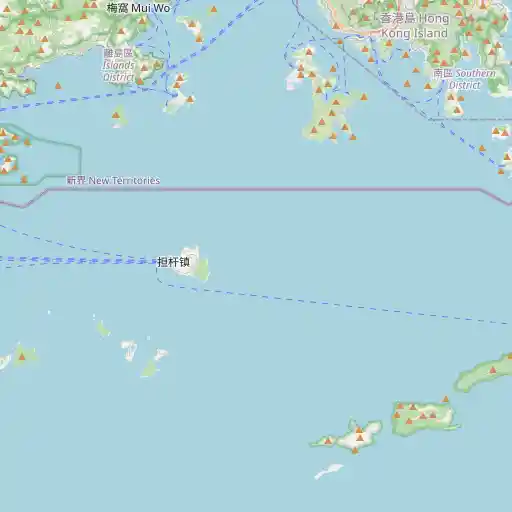 梅窩 Mui Wo
香港島 Hong
Kong Island
離島區
Islands
District
南區 Southern
District
新界 New Territories
担杆镇